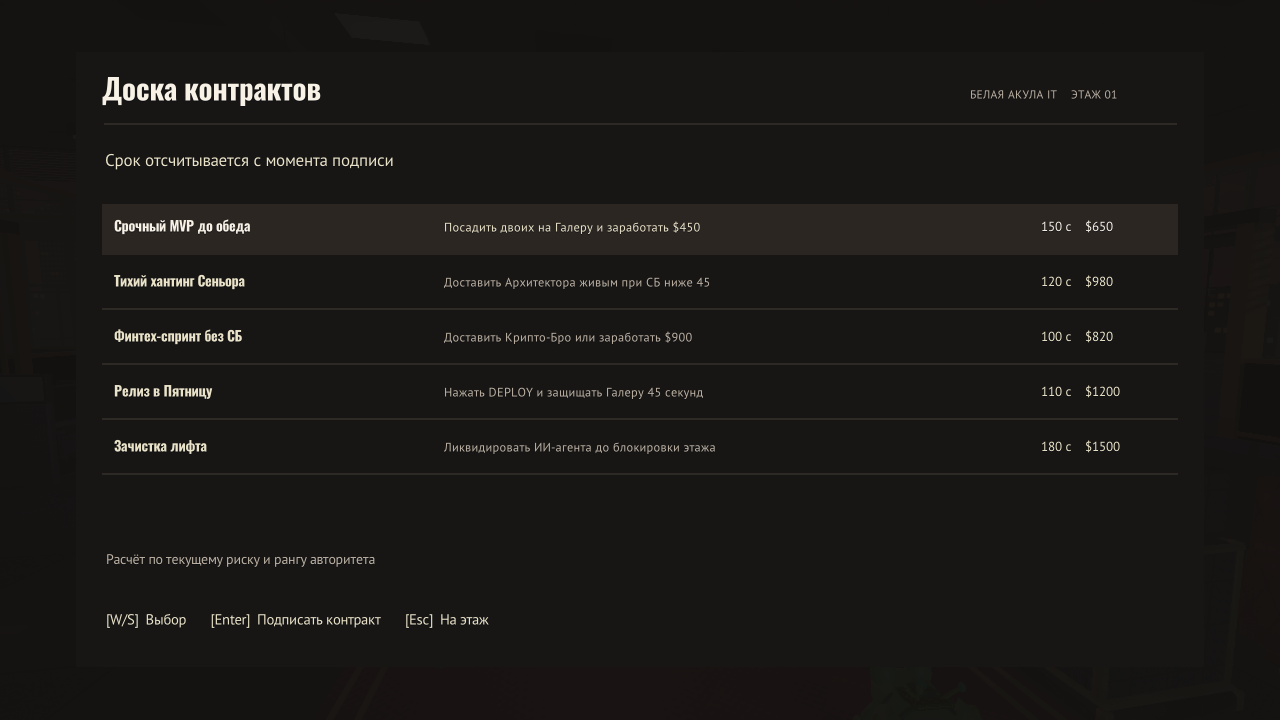 Доска контрактов
БЕЛАЯ АКУЛА IT ЭТАЖ 01
Срок отсчитывается с момента подписи
Срочный MVP до обеда Посадить двоих на Галеру и заработать $450 150 с $650
Тихий хантинг Сеньора Доставить Архитектора живым при СБ ниже 45 120 с $980
Финтех-спринт без СБ Доставить Крипто-Бро или заработать $900 100 с $820
Релиз в Пятницу Нажать DEPLOY и защищать Галеру 45 секунд 110 с $1200
Зачистка лифта Ликвидировать ИИ-агента до блокировки этажа 180 с $1500
Расчёт по текущему риску и рангу авторитета
[W/S] Выбор [Enter] Подписать контракт [Esc] На этаж